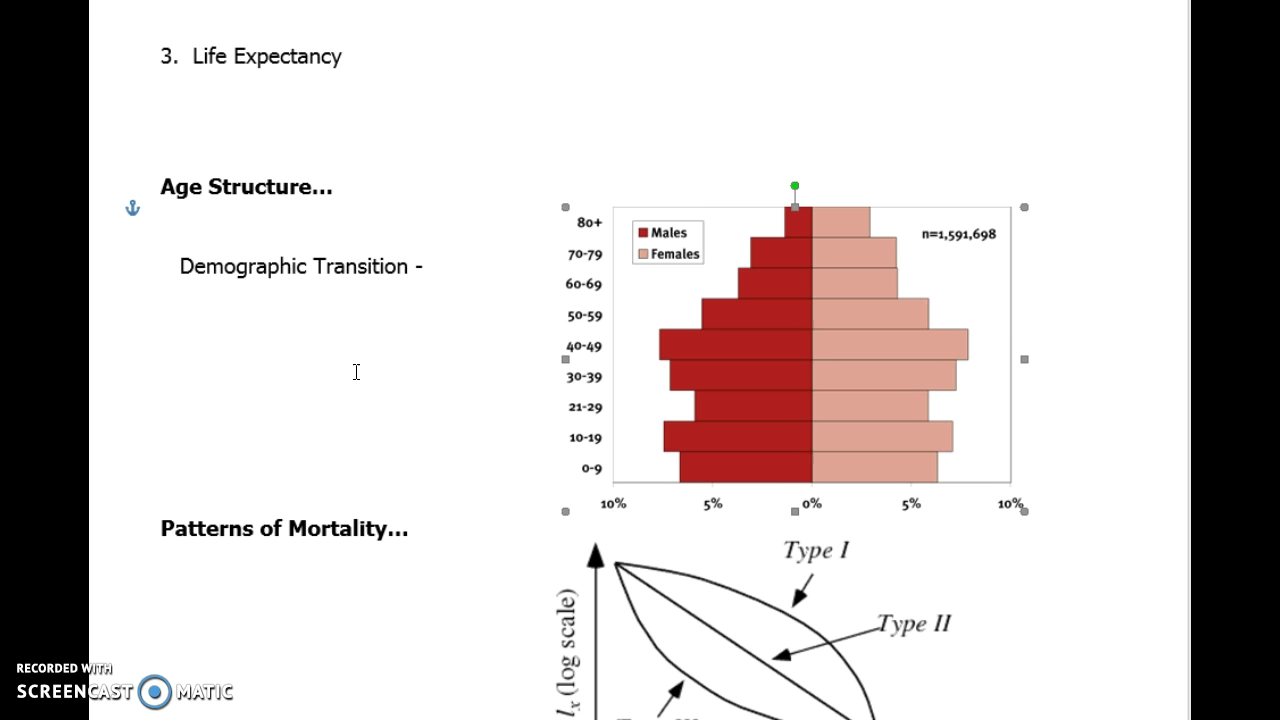 3. Life Expectancy
Age Structure...
Demographic Transition -
80+
70-79
60-69
50-59
40-49
30-39
21-29
10-19
0-9
Males
Females
n=1,591,698
10% 5% 0% 5% 10%
Patterns of Mortality...
Type I
Type II
lx (log scale)
RECORDED WITH
SCREENCAST MATIC